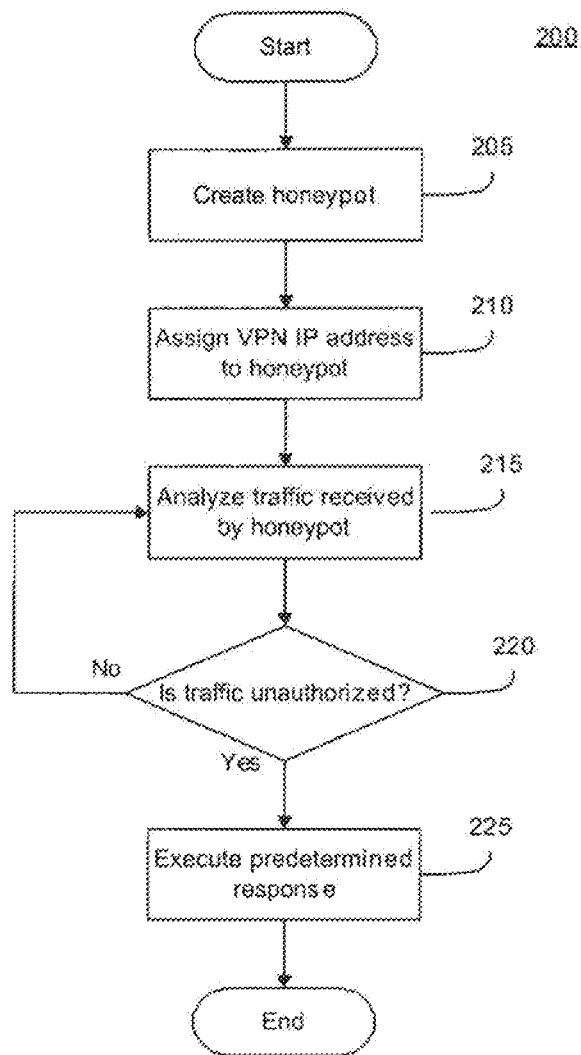 Start
200
205
Create honeypot
210
Assign VPN IP address
to honeypot
215
Analyze traffic received
by honeypot
220
No
Is traffic unauthorized?
Yes
225
Execute predetermined
response
End